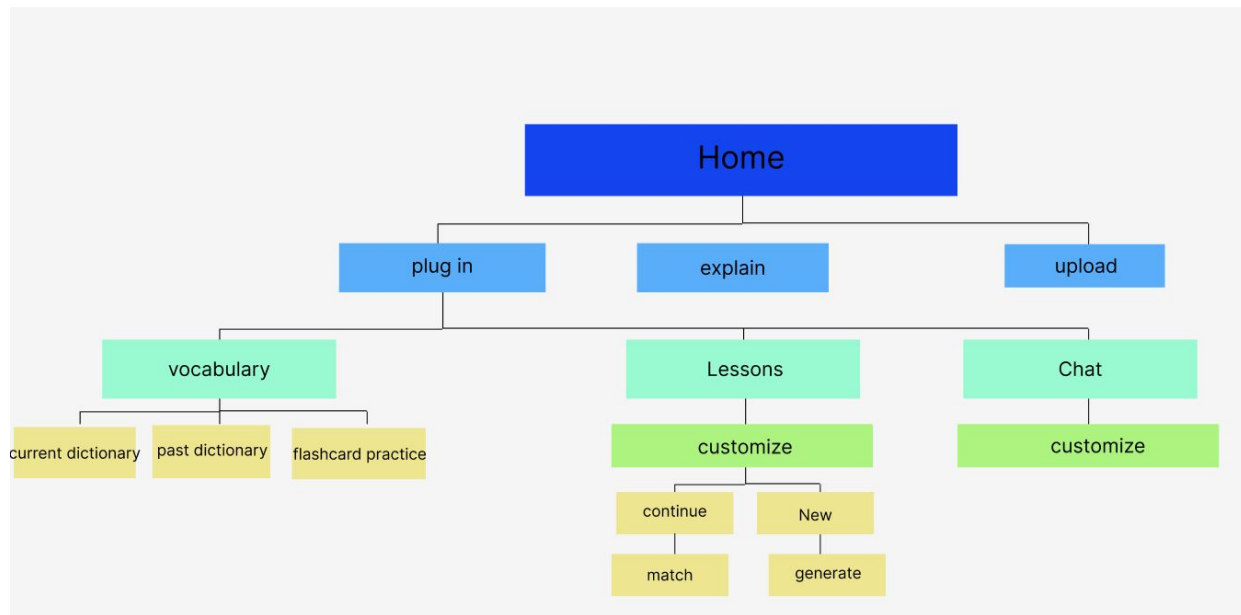 Home
plug in
explain
upload
vocabulary
Lessons
Chat
current dictionary
past dictionary
flashcard practice
customize
customize
continue
New
match
generate